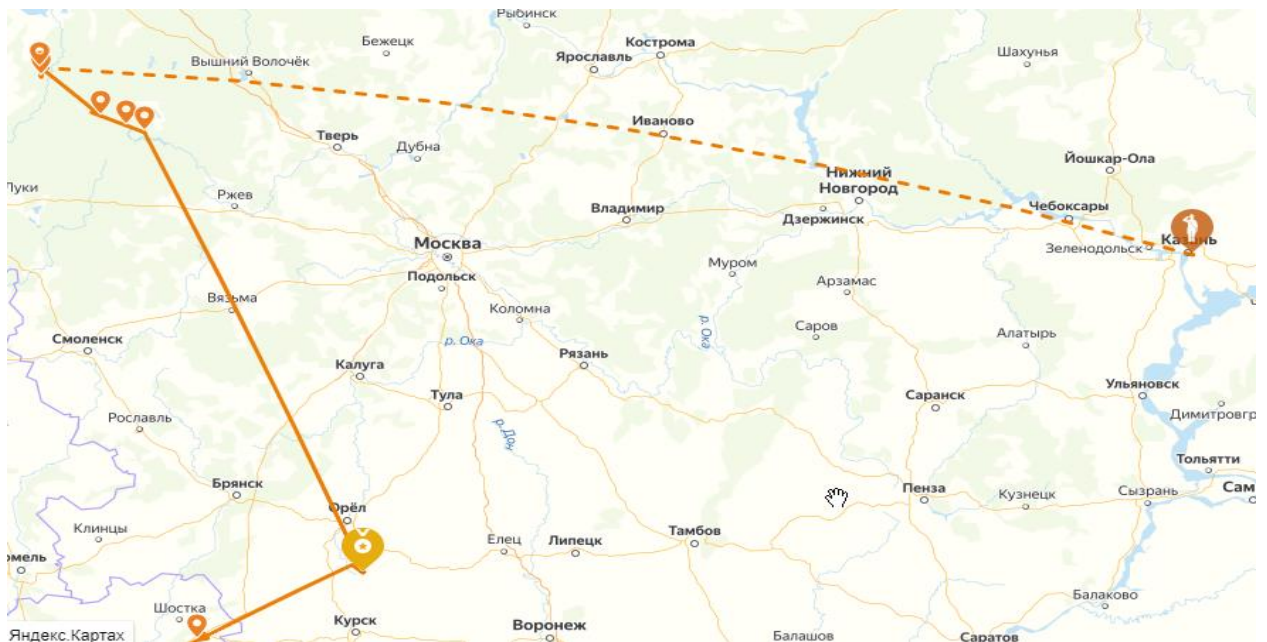 Рыбинск
Бежецк
Кострома
Вышний Волочёк
Ярославль
Шахунья
Иваново
Тверь
Дубна
Йошкар-Ола
Луки
Ржев
Нижний
Новгород
Владимир
Дзержинск
Чебоксары
Казань
Зеленодольск
Москва
Подольск
Муром
Арзамас
Вязьма
Коломна
р. Ока
р. Ока
Саров
Алатырь
Смоленск
Рязань
Калуга
Тула
Саранск
Ульяновск
Рославль
р. Дон
Димитровгр
Тольятти
Брянск
Пенза
Кузнецк
Сызрань
Сам
Орёл
Клинцы
Елец
Липецк
Тамбов
омель
Балаково
Шостка
Курск
Воронеж
Балашов
Саратов
Яндекс.Картах